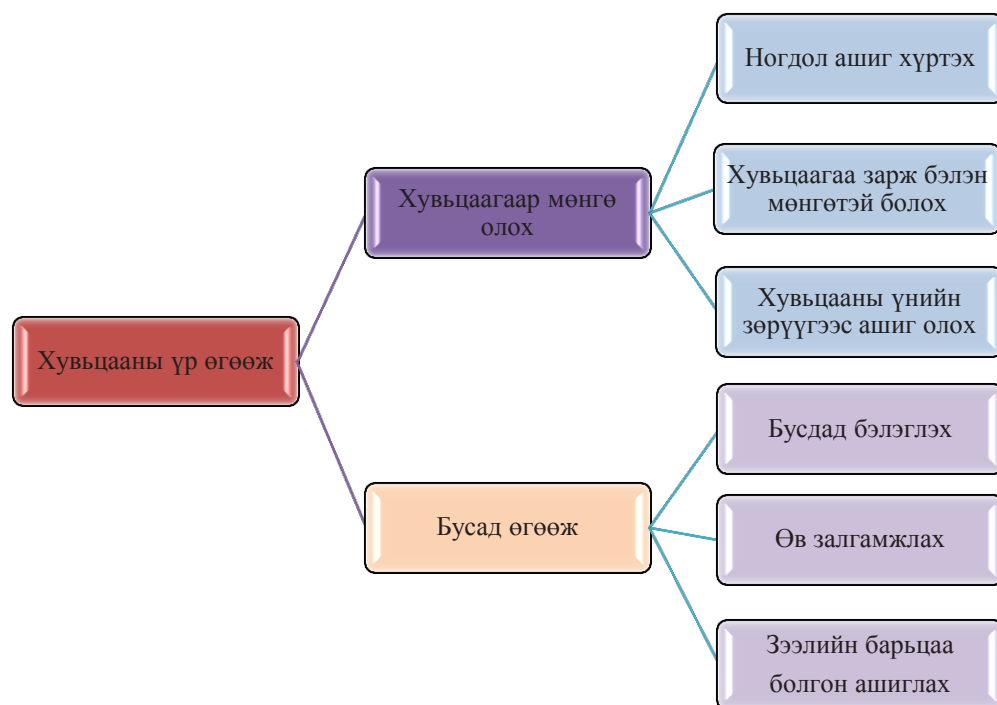 Хувьцааны үр өгөөж
Хувьцаагаар мөнгө
олох
Ногдол ашиг хүртэх
Хувьцаагаа зарж бэлэн
мөнгөтэй болох
Хувьцааны үнийн
зөрүүгээс ашиг олох
Бусад өгөөж
Бусдад бэлэглэх
Өв залгамжлах
Зээлийн барьцаа
болгон ашиглах